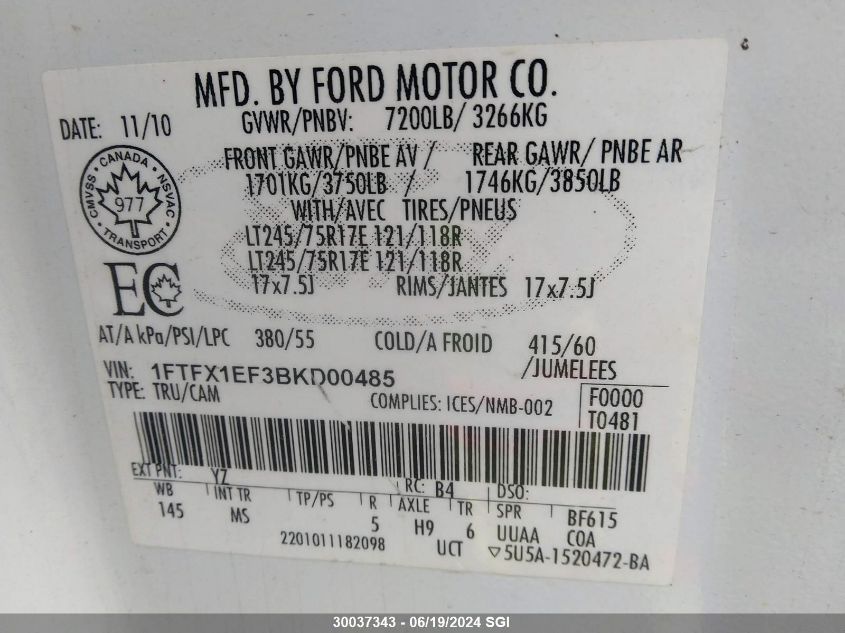 MFD. BY FORD MOTOR CO.
DATE: 11/10 GVWR/PNBV: 7200LB/ 3266KG
FRONT GAWR/PNBE AV / REAR GAWR/ PNBE AR
1701KG/3750LB / 1746KG/3850LB
CMVSS • CANADA • NSVAC • TRANSPORT • 977
WITH/AVEC TIRES/PNEUS
LT245/75R17E 121/118R
LT245/75R17E 121/118R
EC
17x7.5J RIMS/JANTES 17x7.5J
AT/A kPa/PSI/LPC 380/55 COLD/A FROID 415/60
VIN: 1FTFX1EF3BKD00485 /JUMELEES
TYPE: TRU/CAM COMPLIES: ICES/NMB-002 F0000
T0481
EXT PNT: YZ RC: B4 DSO:
WB INT TR TP/PS R AXLE TR SPR BF615
145 MS 5 H9 6 UUAA COA
2201011182098 UCT ▽5U5A-1520472-BA
30037343 - 06/19/2024 SGI